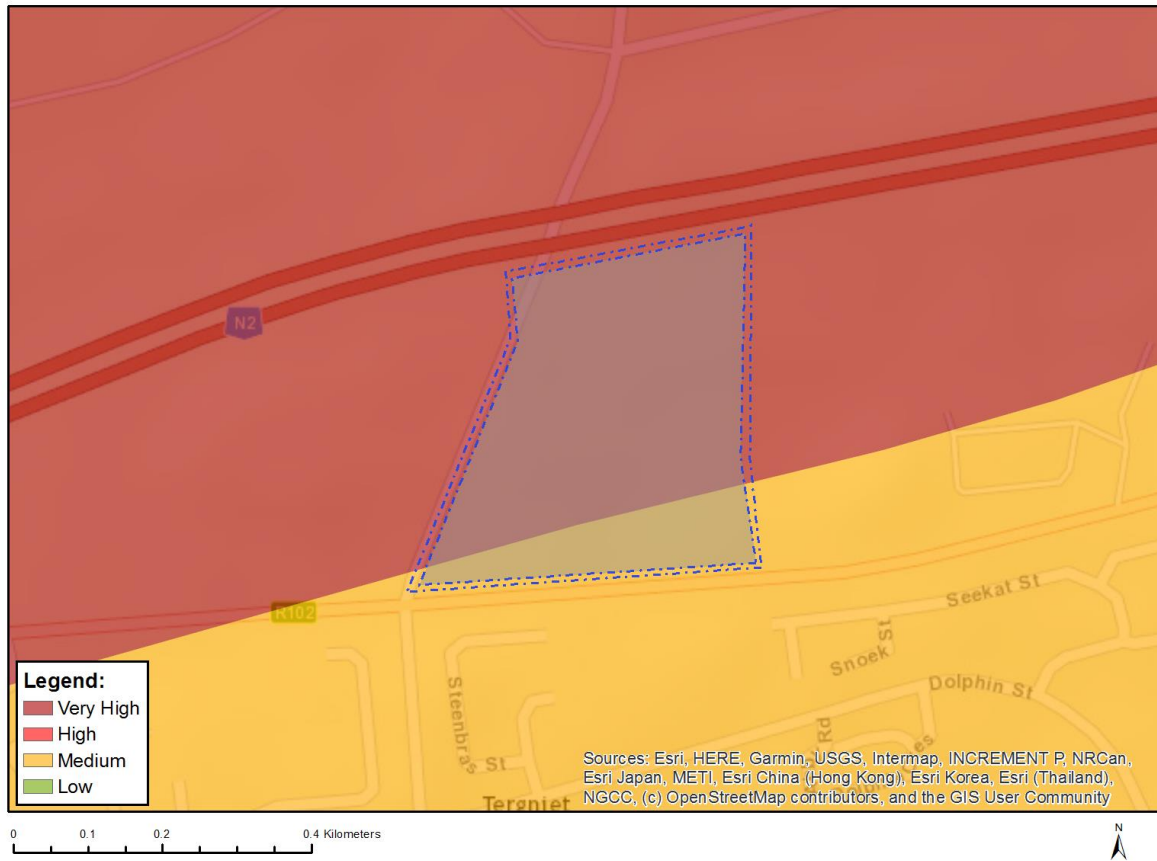 N2
R102
Seekat St
Snoek St
Dolphin St
Steenbras St
Tergniet
Legend:
Very High
High
Medium
Low
Sources: Esri, HERE, Garmin, USGS, Intermap, INCREMENT P, NRCan,
Esri Japan, METI, Esri China (Hong Kong), Esri Korea, Esri (Thailand),
NGCC, (c) OpenStreetMap contributors, and the GIS User Community
0 0.1 0.2 0.4 Kilometers
N